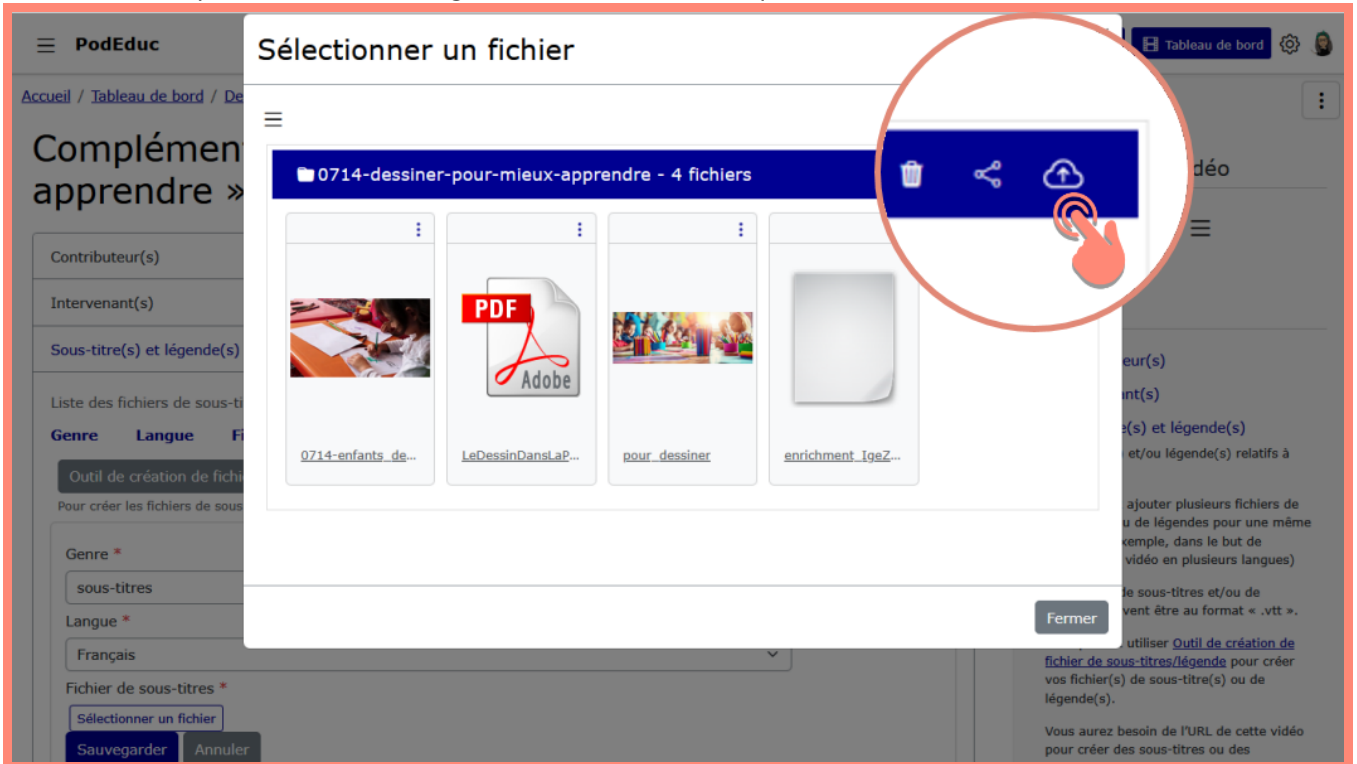 PodEduc
Sélectionner un fichier
Tableau de bord
Accueil / Tableau de bord / De
Complémen
apprendre »
0714-dessiner-pour-mieux-apprendre - 4 fichiers
déo
Contributeur(s)
Intervenant(s)
Sous-titre(s) et légende(s)
PDF
Adobe
0714-enfants_de...
LeDessinDansLaP...
pour_dessiner
enrichment_IgeZ...
Liste des fichiers de sous-ti
Genre Langue Fi
Outil de création de fichi
Pour créer les fichiers de sous
Genre *
sous-titres
Langue *
Français
Fichier de sous-titres *
Sélectionner un fichier
Sauvegarder Annuler
Fermer
eur(s)
nt(s)
e(s) et légende(s)
et/ou légende(s) relatifs à
ajouter plusieurs fichiers de
u de légendes pour une même
xemple, dans le but de
vidéo en plusieurs langues)
de sous-titres et/ou de
vent être au format « .vtt ».
utiliser Outil de création de
fichier de sous-titres/légende pour créer
vos fichier(s) de sous-titre(s) ou de
légende(s).
Vous aurez besoin de l'URL de cette vidéo
pour créer des sous-titres ou des